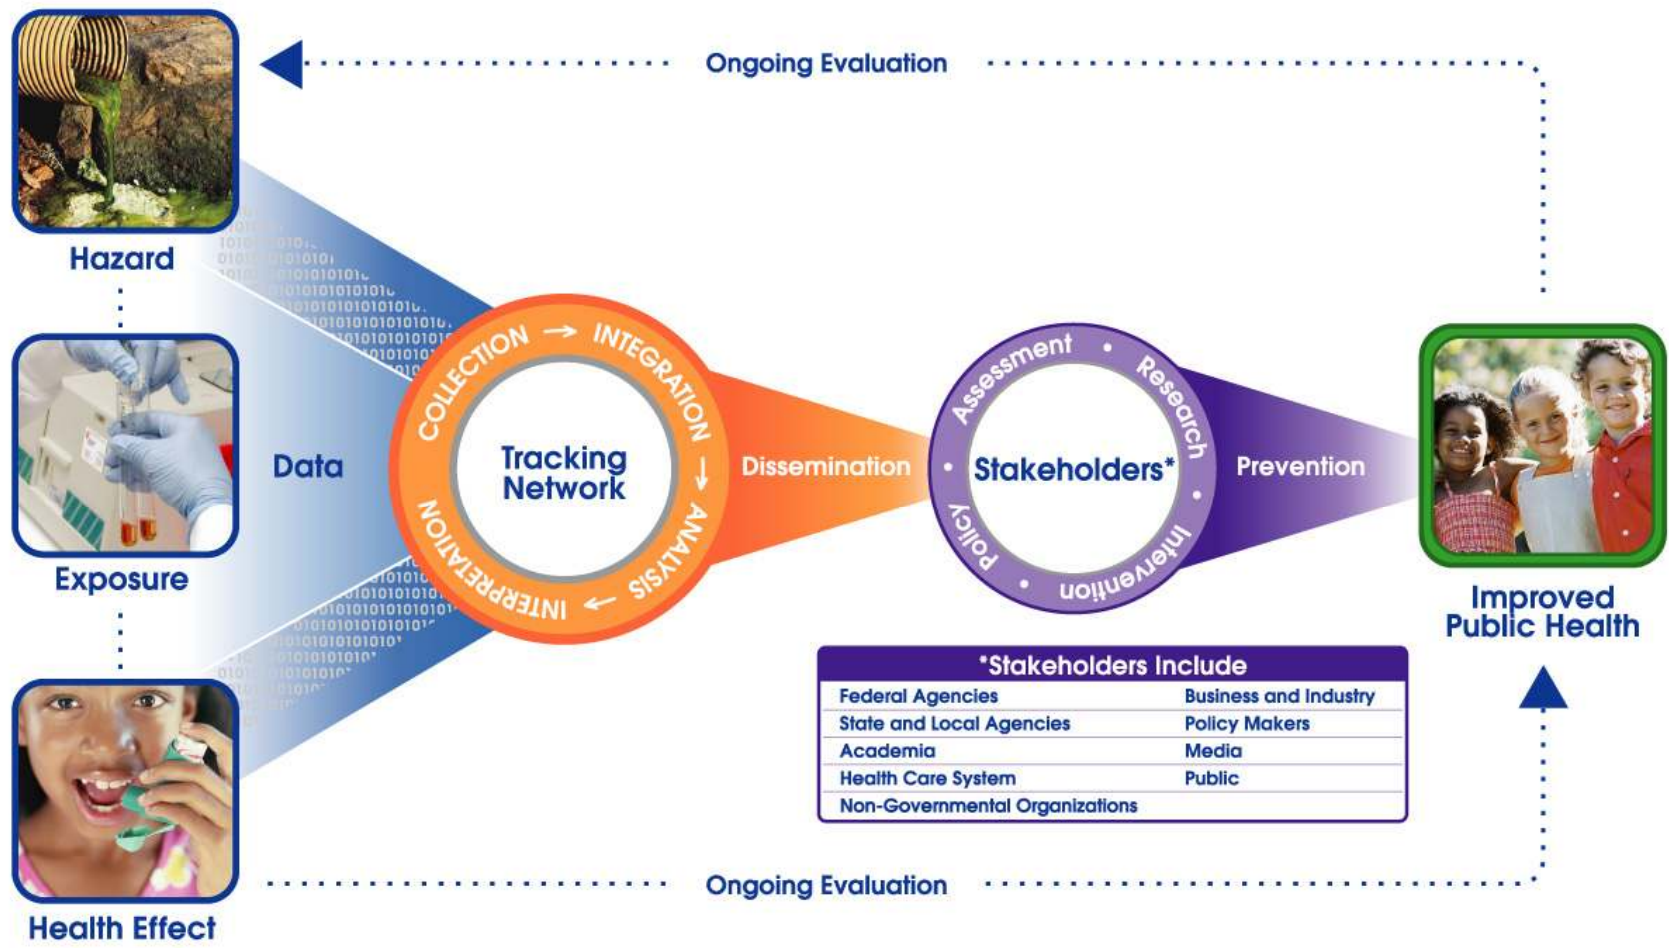 Ongoing Evaluation
Hazard
Exposure
Health Effect
Data
COLLECTION → INTEGRATION → ANALYSIS → INTERPRETATION
Tracking
Network
Dissemination
Assessment • Research • Intervention • Policy •
Stakeholders*
Prevention
Improved
Public Health
*Stakeholders Include
Federal Agencies Business and Industry
State and Local Agencies Policy Makers
Academia Media
Health Care System Public
Non-Governmental Organizations
Ongoing Evaluation